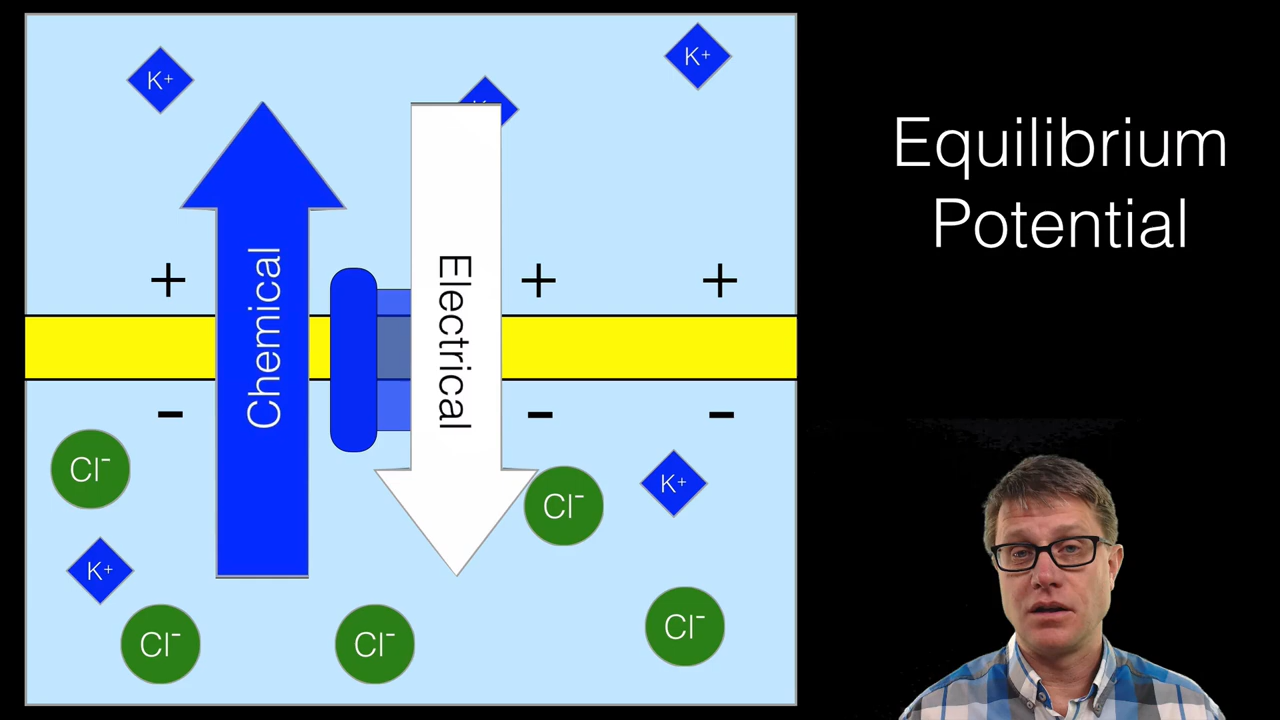 K⁺
K⁺
K⁺
Equilibrium
Potential
Chemical
Electrical
+
+
+
-
-
-
Cl⁻
K⁺
Cl⁻
K⁺
Cl⁻
Cl⁻
Cl⁻